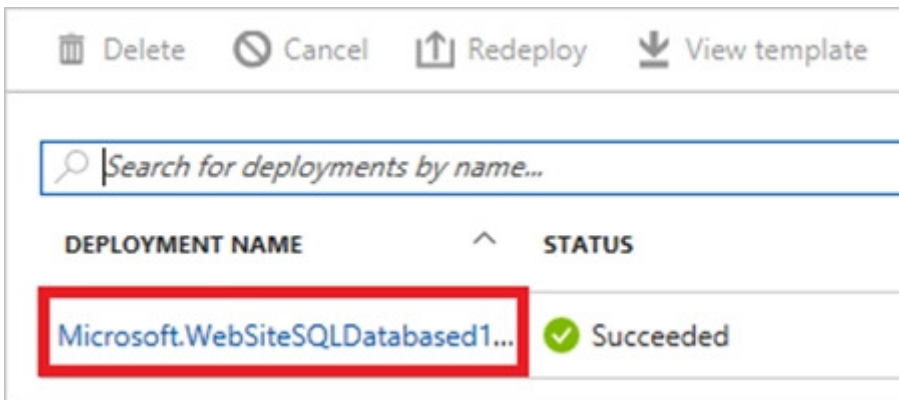 Delete Cancel Redeploy View template
Search for deployments by name...
DEPLOYMENT NAME STATUS
Microsoft.WebSiteSQLDatabased1... Succeeded